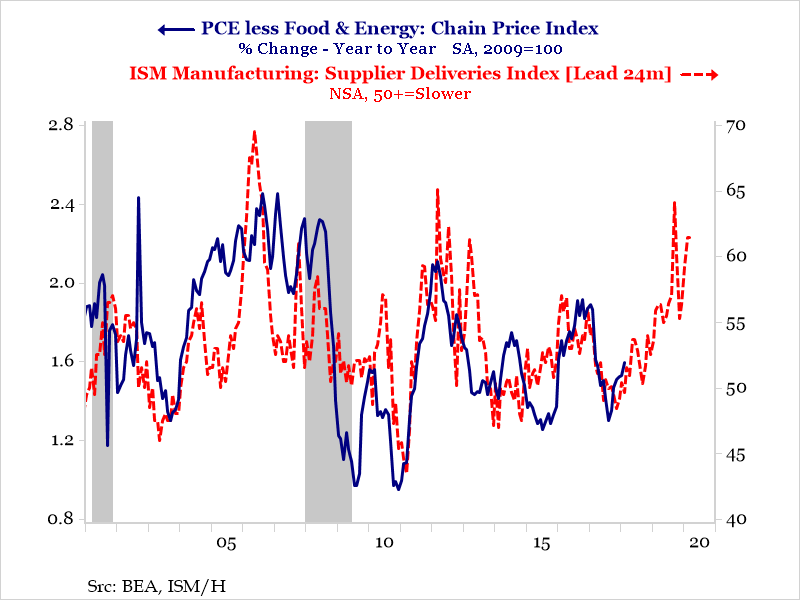 PCE less Food & Energy: Chain Price Index
% Change - Year to Year SA, 2009=100
ISM Manufacturing: Supplier Deliveries Index [Lead 24m]
NSA, 50+=Slower
2.8 70
65
2.4
60
2.0
55
1.6
50
1.2
45
0.8 40
05 10 15 20
Src: BEA, ISM/H